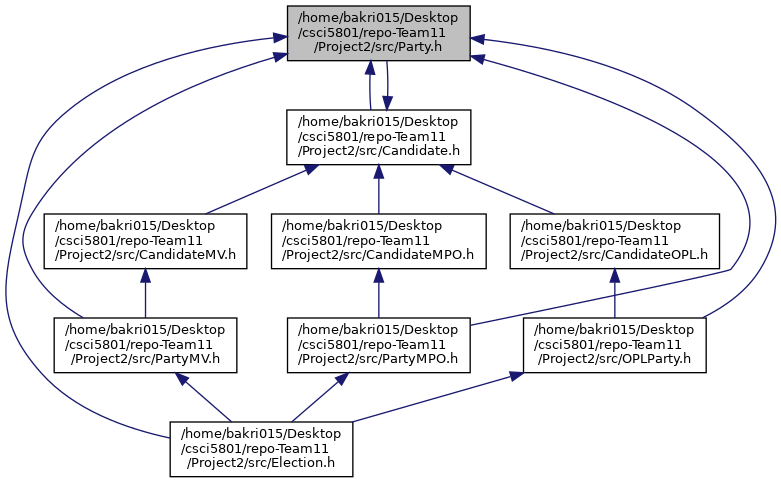 /home/bakri015/Desktop
/csci5801/repo-Team11
/Project2/src/Party.h
/home/bakri015/Desktop
/csci5801/repo-Team11
/Project2/src/Candidate.h
/home/bakri015/Desktop
/csci5801/repo-Team11
/Project2/src/CandidateMV.h
/home/bakri015/Desktop
/csci5801/repo-Team11
/Project2/src/CandidateMPO.h
/home/bakri015/Desktop
/csci5801/repo-Team11
/Project2/src/CandidateOPL.h
/home/bakri015/Desktop
/csci5801/repo-Team11
/Project2/src/PartyMV.h
/home/bakri015/Desktop
/csci5801/repo-Team11
/Project2/src/PartyMPO.h
/home/bakri015/Desktop
/csci5801/repo-Team11
/Project2/src/OPLParty.h
/home/bakri015/Desktop
/csci5801/repo-Team11
/Project2/src/Election.h